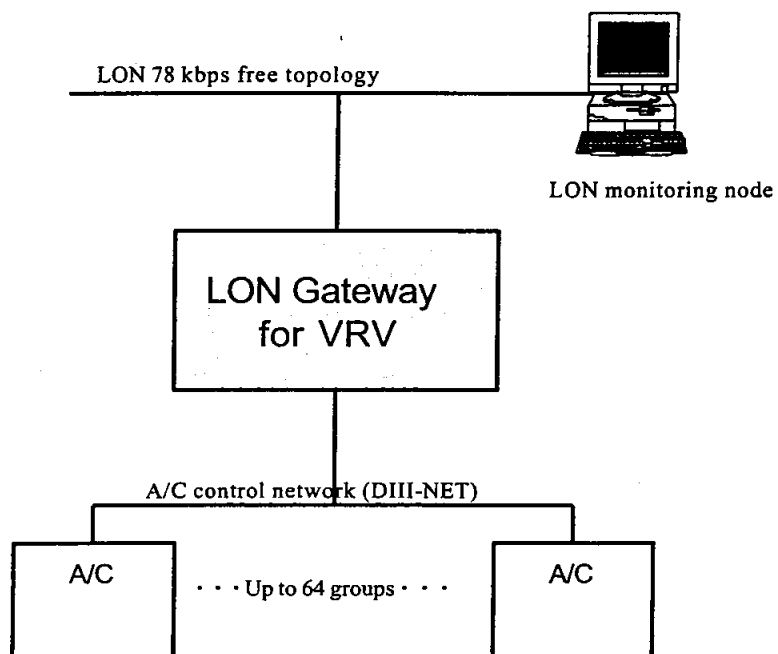 LON 78 kbps free topology
LON monitoring node
LON Gateway
for VRV
A/C control network (DIII-NET)
A/C
· · · Up to 64 groups · · ·
A/C